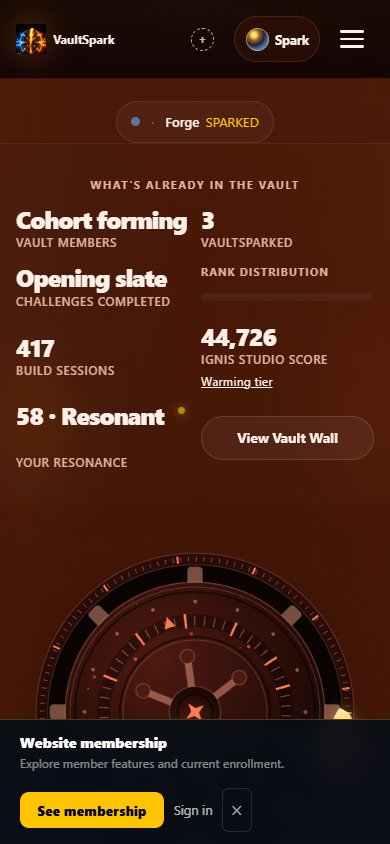 VaultSpark
+
Spark
· Forge SPARKED
WHAT'S ALREADY IN THE VAULT
Cohort forming
VAULT MEMBERS
3
VAULTSPARKED
Opening slate
CHALLENGES COMPLETED
RANK DISTRIBUTION
417
BUILD SESSIONS
44,726
IGNIS STUDIO SCORE
Warming tier
58 · Resonant
YOUR RESONANCE
View Vault Wall
Website membership
Explore member features and current enrollment.
See membership
Sign in
×